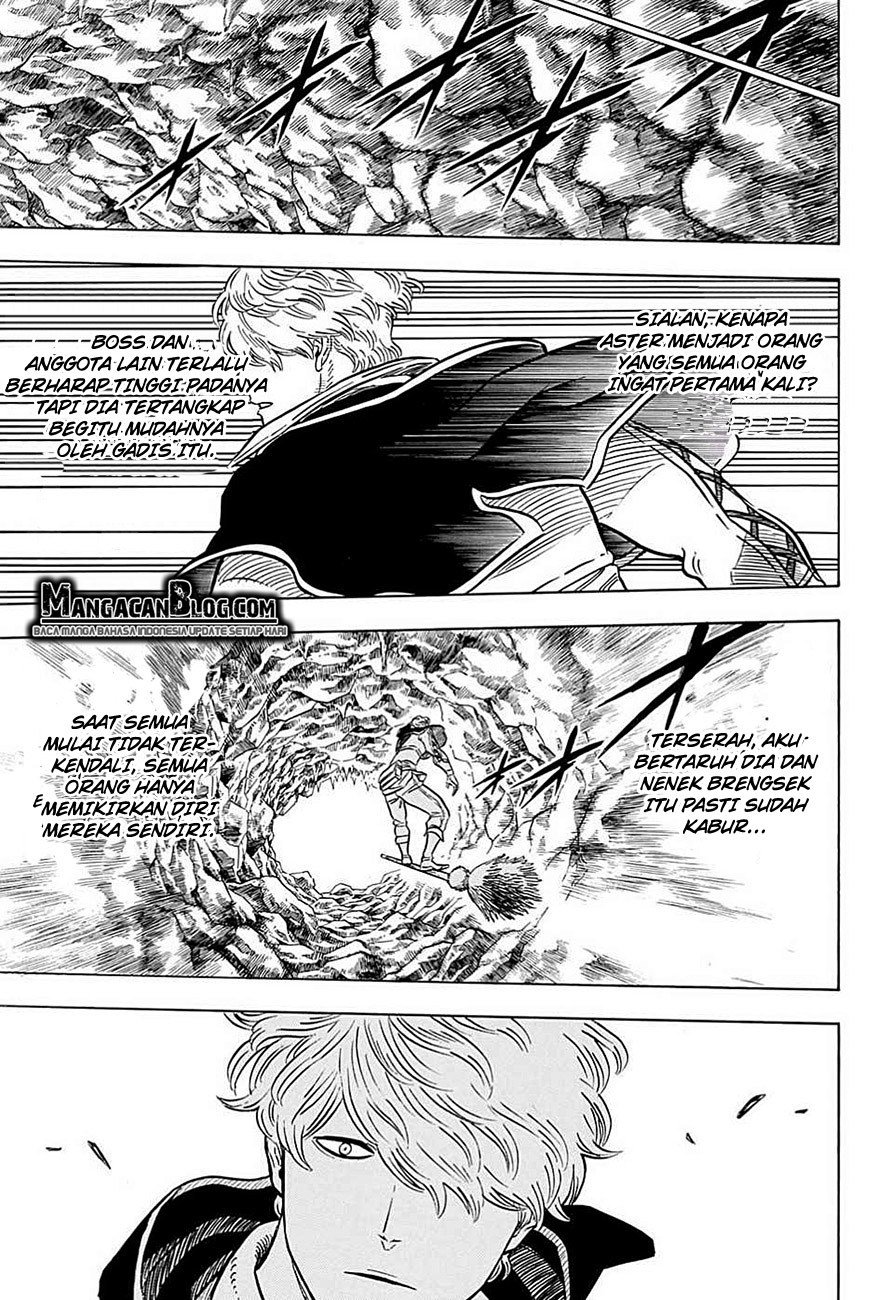 SIALAN, KENAPA
ASTER MENJADI ORANG
YANG SEMUA ORANG
INGAT PERTAMA KALI?
BOSS DAN
ANGGOTA LAIN TERLALU
BERHARAP TINGGI PADANYA
TAPI DIA TERTANGKAP
BEGITU MUDAHNYA
OLEH GADIS ITU.
MANGACANBLOG.COM
BACA MANGA BAHASA INDONESIA UPDATE SETIAP HARI
TERSERAH, AKU
BERTARUH DIA DAN
NENEK BRENGSEK
ITU PASTI SUDAH
KABUR...
SAAT SEMUA
MULAI TIDAK TER-
KENDALI, SEMUA
ORANG HANYA
MEMIKIRKAN DIRI
MEREKA SENDIRI.